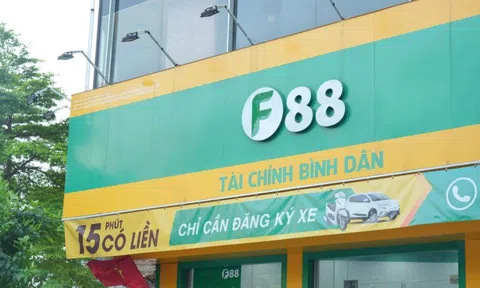 F88
TÀI CHÍNH BÌNH DÂN
15 PHÚT
CÓ LIỀN
CHỈ CẦN ĐĂNG KÝ XE
F88